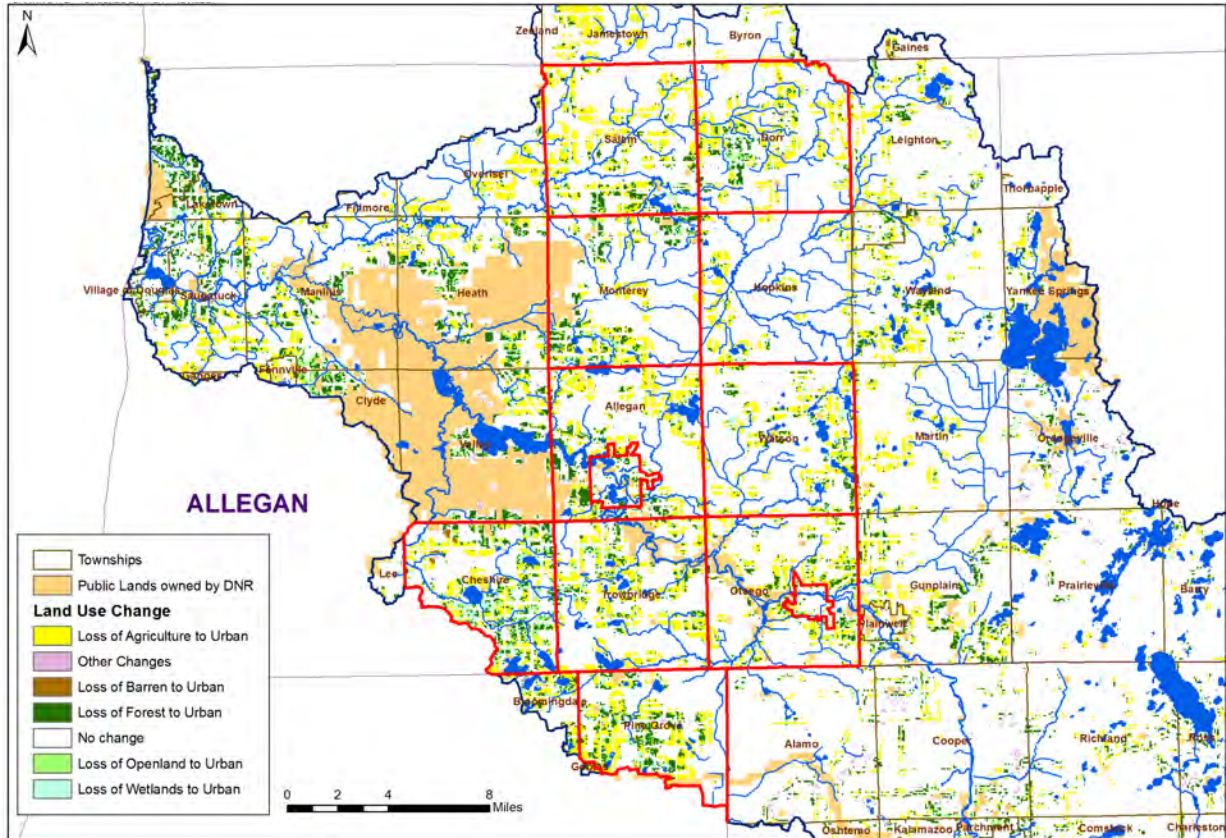 N
Zeeland
Jamestown
Byron
Gaines
Salem
Dorr
Leighton
Overisel
Thornapple
Laketown
Fillmore
Village of Douglas
Saugatuck
Manlius
Heath
Monterey
Hopkins
Wayland
Yankee Springs
Ganges
Fennville
Clyde
Allegan
Valley
Watson
Martin
Orangeville
ALLEGAN
Hope
Lee
Cheshire
Trowbridge
Otsego
Gunplain
Plainwell
Prairieville
Barry
Bloomingdale
Pine Grove
Gobles
Alamo
Cooper
Richland
Ross
Oshtemo
Kalamazoo
Parchment
Comstock
Charleston
Townships
Public Lands owned by DNR
Land Use Change
Loss of Agriculture to Urban
Other Changes
Loss of Barren to Urban
Loss of Forest to Urban
No change
Loss of Openland to Urban
Loss of Wetlands to Urban
0 2 4 8
Miles